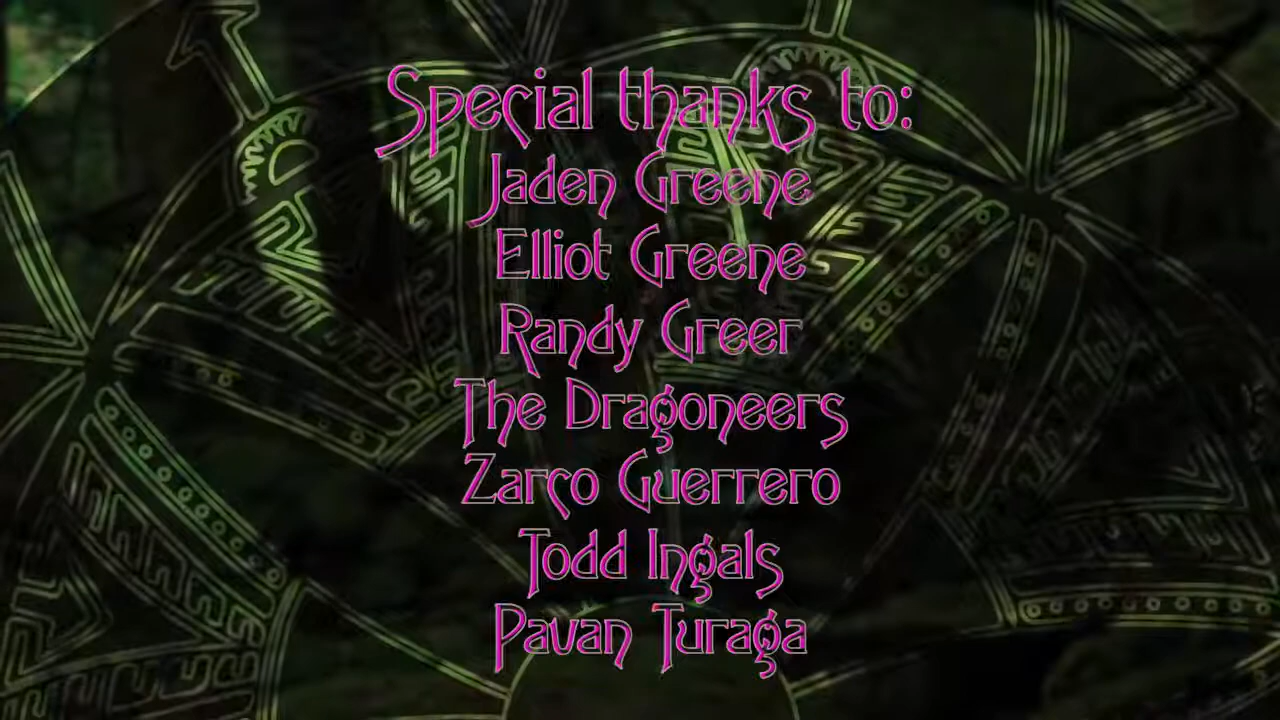 Special thanks to:
Jaden Greene
Elliot Greene
Randy Greer
The Dragoneers
Zarco Guerrero
Todd Ingals
Pavan Turaga